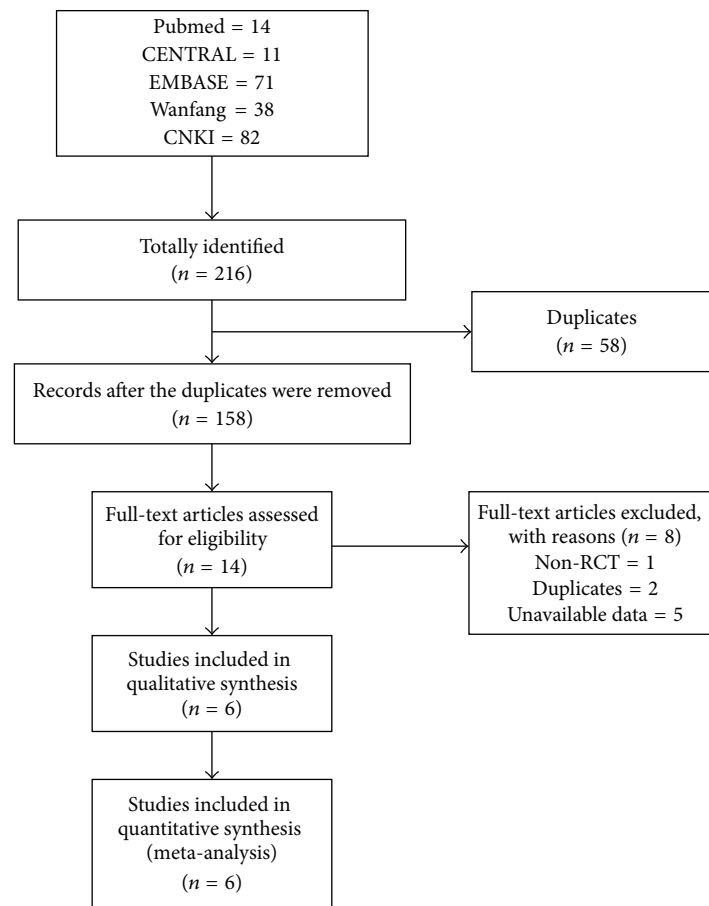 Pubmed = 14
CENTRAL = 11
EMBASE = 71
Wanfang = 38
CNKI = 82
Totally identified
(n = 216)
Duplicates
(n = 58)
Records after the duplicates were removed
(n = 158)
Full-text articles assessed
for eligibility
(n = 14)
Full-text articles excluded,
with reasons (n = 8)
Non-RCT = 1
Duplicates = 2
Unavailable data = 5
Studies included in
qualitative synthesis
(n = 6)
Studies included in
quantitative synthesis
(meta-analysis)
(n = 6)